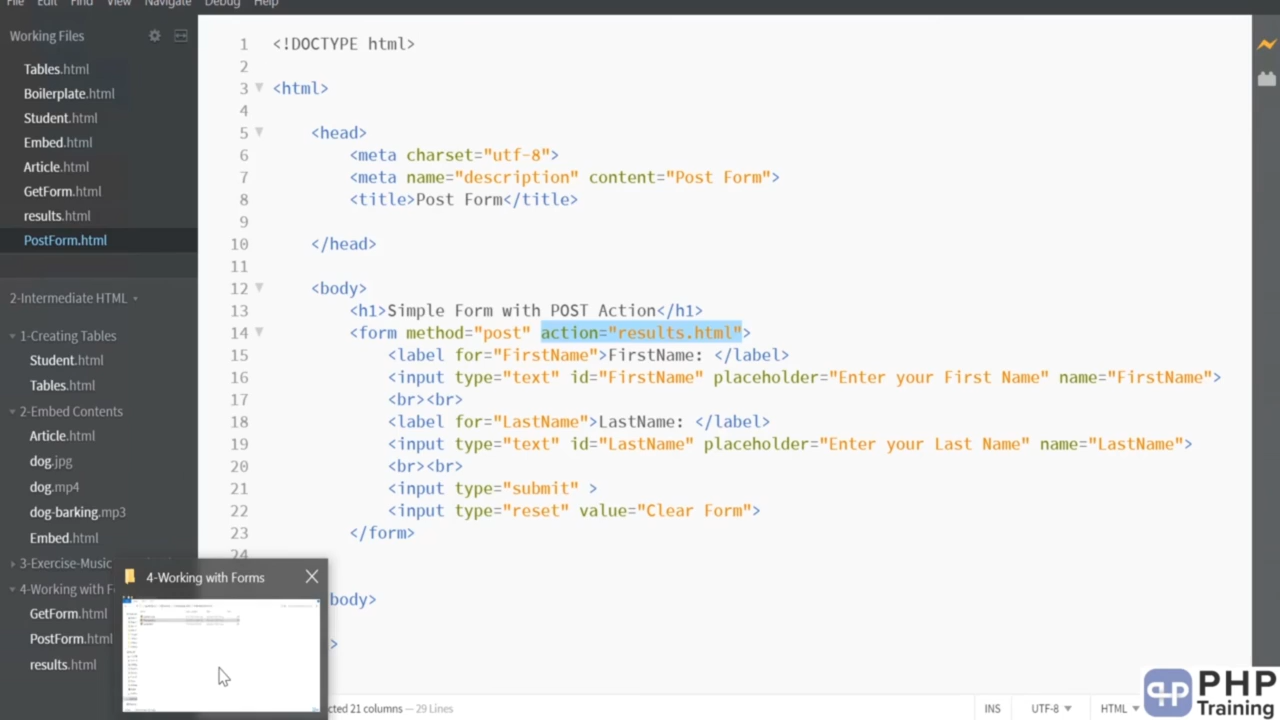 File Edit Find View Navigate Debug Help
Working Files
Tables.html
Boilerplate.html
Student.html
Embed.html
Article.html
GetForm.html
results.html
PostForm.html
2-Intermediate HTML
1-Creating Tables
Student.html
Tables.html
2-Embed Contents
Article.html
dog.jpg
dog.mp4
dog-barking.mp3
Embed.html
3-Exercise-Music
4-Working with F
GetForm.html
PostForm.html
results.html
4-Working with Forms
1 <!DOCTYPE html>
2
3 <html>
4
5 <head>
6 <meta charset="utf-8">
7 <meta name="description" content="Post Form">
8 <title>Post Form</title>
9
10 </head>
11
12 <body>
13 <h1>Simple Form with POST Action</h1>
14 <form method="post" action="results.html">
15 <label for="FirstName">FirstName: </label>
16 <input type="text" id="FirstName" placeholder="Enter your First Name" name="FirstName">
17 <br><br>
18 <label for="LastName">LastName: </label>
19 <input type="text" id="LastName" placeholder="Enter your Last Name" name="LastName">
20 <br><br>
21 <input type="submit" >
22 <input type="reset" value="Clear Form">
23 </form>
24
body>
>
cted 21 columns — 29 Lines
INS UTF-8 HTML
php PHP
Training